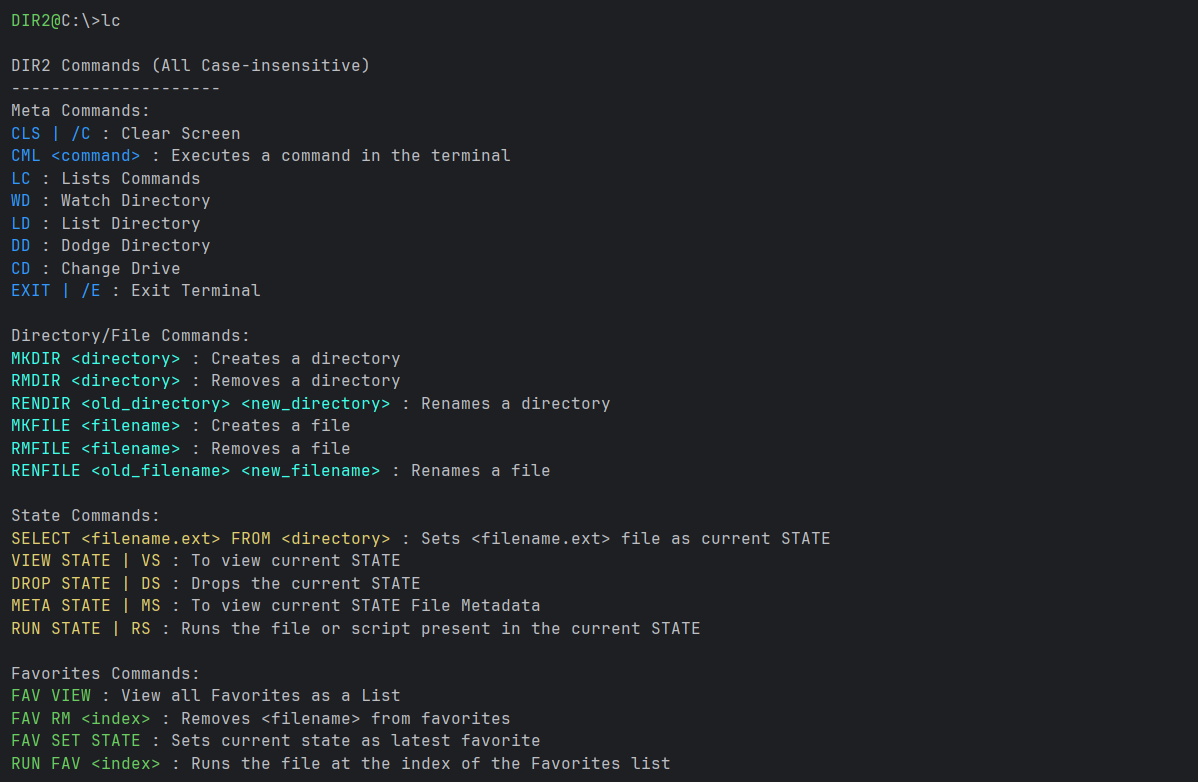 DIR2@C:\>lc
DIR2 Commands (All Case-insensitive)
---------------------
Meta Commands:
CLS | /C : Clear Screen
CML <command> : Executes a command in the terminal
LC : Lists Commands
WD : Watch Directory
LD : List Directory
DD : Dodge Directory
CD : Change Drive
EXIT | /E : Exit Terminal
Directory/File Commands:
MKDIR <directory> : Creates a directory
RMDIR <directory> : Removes a directory
RENDIR <old_directory> <new_directory> : Renames a directory
MKFILE <filename> : Creates a file
RMFILE <filename> : Removes a file
RENFILE <old_filename> <new_filename> : Renames a file
State Commands:
SELECT <filename.ext> FROM <directory> : Sets <filename.ext> file as current STATE
VIEW STATE | VS : To view current STATE
DROP STATE | DS : Drops the current STATE
META STATE | MS : To view current STATE File Metadata
RUN STATE | RS : Runs the file or script present in the current STATE
Favorites Commands:
FAV VIEW : View all Favorites as a List
FAV RM <index> : Removes <filename> from favorites
FAV SET STATE : Sets current state as latest favorite
RUN FAV <index> : Runs the file at the index of the Favorites list